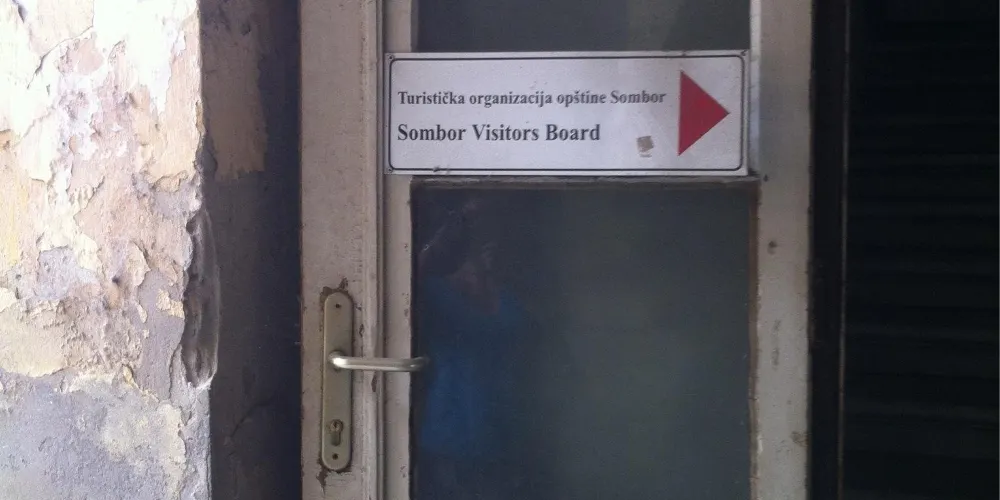 Turistička organizacija opštine Sombor
Sombor Visitors Board